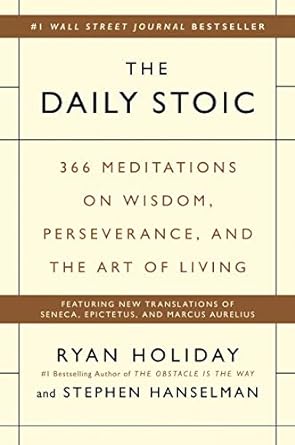 #1 WALL STREET JOURNAL BESTSELLER
THE
DAILY STOIC
366 MEDITATIONS
ON WISDOM,
PERSEVERANCE, AND
THE ART OF LIVING
FEATURING NEW TRANSLATIONS OF
SENECA, EPICTETUS, AND MARCUS AURELIUS
RYAN HOLIDAY
#1 Bestselling Author of THE OBSTACLE IS THE WAY
and STEPHEN HANSELMAN